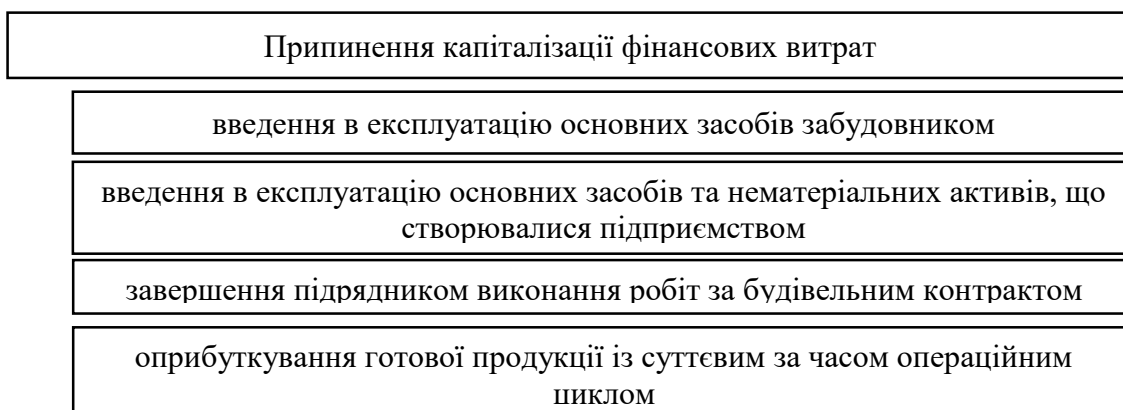 Припинення капіталізації фінансових витрат
введення в експлуатацію основних засобів забудовником
введення в експлуатацію основних засобів та нематеріальних активів, що
створювалися підприємством
завершення підрядником виконання робіт за будівельним контрактом
оприбуткування готової продукції із суттєвим за часом операційним
циклом